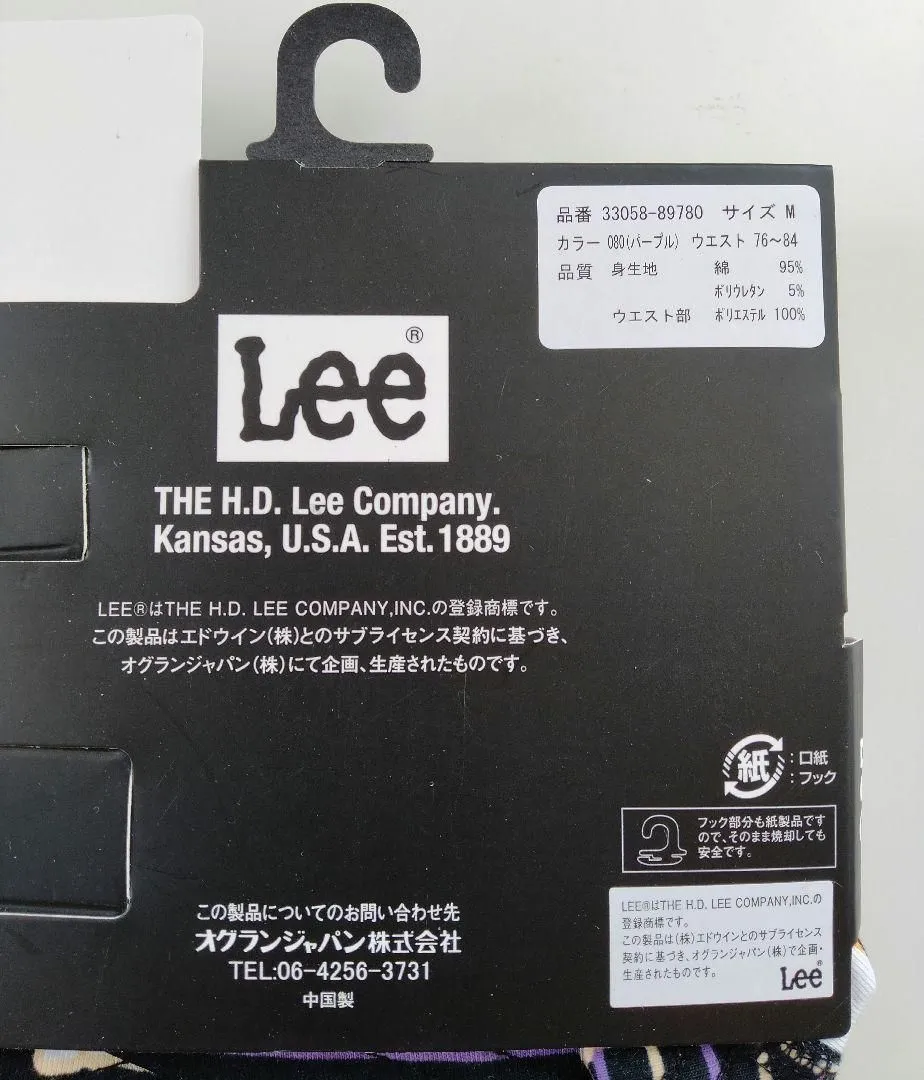 品番 33058-89780 サイズ M
カラー 080(パープル) ウエスト 76〜84
品質 身生地 綿 95%
ポリウレタン 5%
ウエスト部 ポリエステル 100%
Lee®
THE H.D. Lee Company.
Kansas, U.S.A. Est.1889
LEE®はTHE H.D. LEE COMPANY,INC.の登録商標です。
この製品はエドウイン(株)とのサブライセンス契約に基づき、
オグランジャパン(株)にて企画、生産されたものです。
紙 :口紙
:フック
フック部分も紙製品です
ので、そのまま焼却しても
安全です。
LEE®はTHE H.D. LEE COMPANY,INC.の
登録商標です。
この製品は(株)エドウインとのサブライセンス
契約に基づき、オグランジャパン(株)で企画・
生産されたものです。
Lee®
この製品についてのお問い合わせ先
オグランジャパン株式会社
TEL:06-4256-3731
中国製